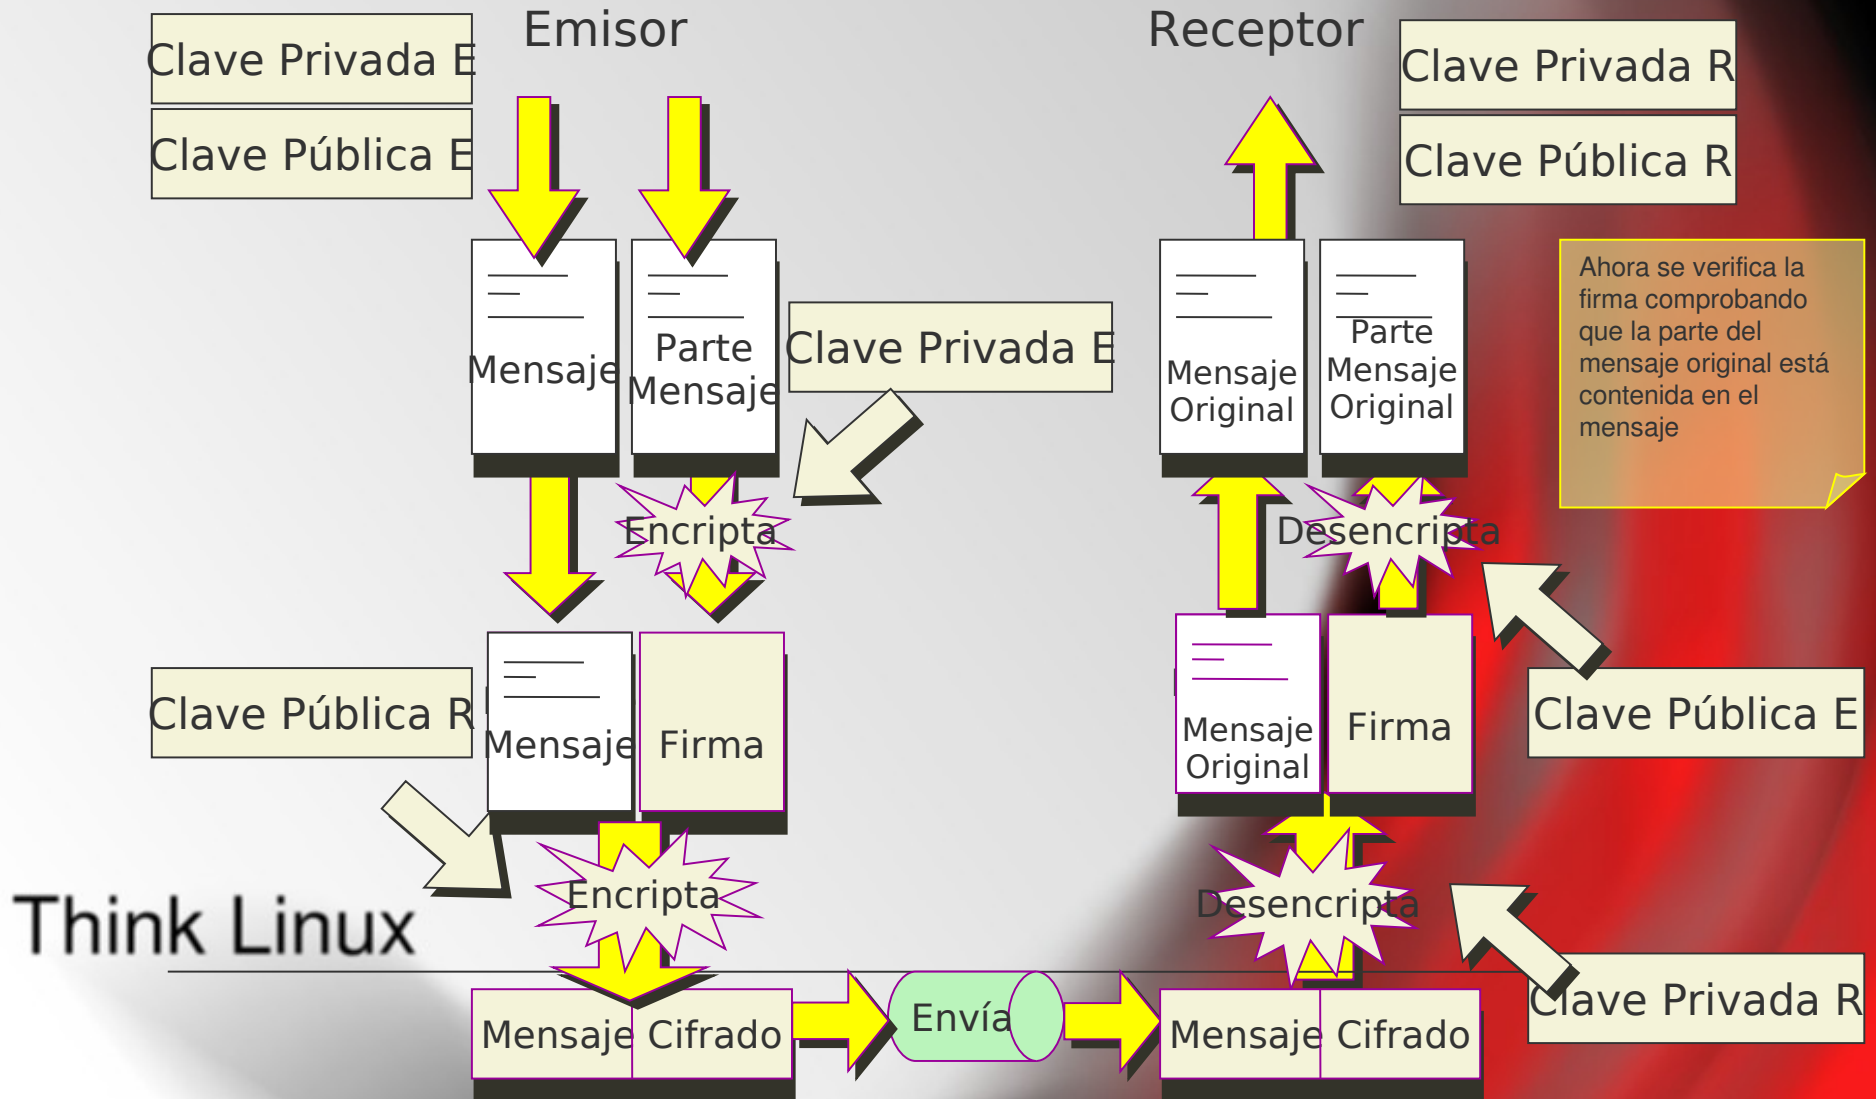 Emisor
Receptor
Clave Privada E
Clave Pública E
Clave Privada R
Clave Pública R
Mensaje
Parte
Mensaje
Clave Privada E
Mensaje
Original
Parte
Mensaje
Original
Ahora se verifica la
firma comprobando
que la parte del
mensaje original está
contenida en el
mensaje
Encripta
Desencripta
Clave Pública R
Mensaje
Firma
Mensaje
Original
Firma
Clave Pública E
Encripta
Desencripta
Think Linux
Clave Privada R
Mensaje Cifrado
Envía
Mensaje Cifrado